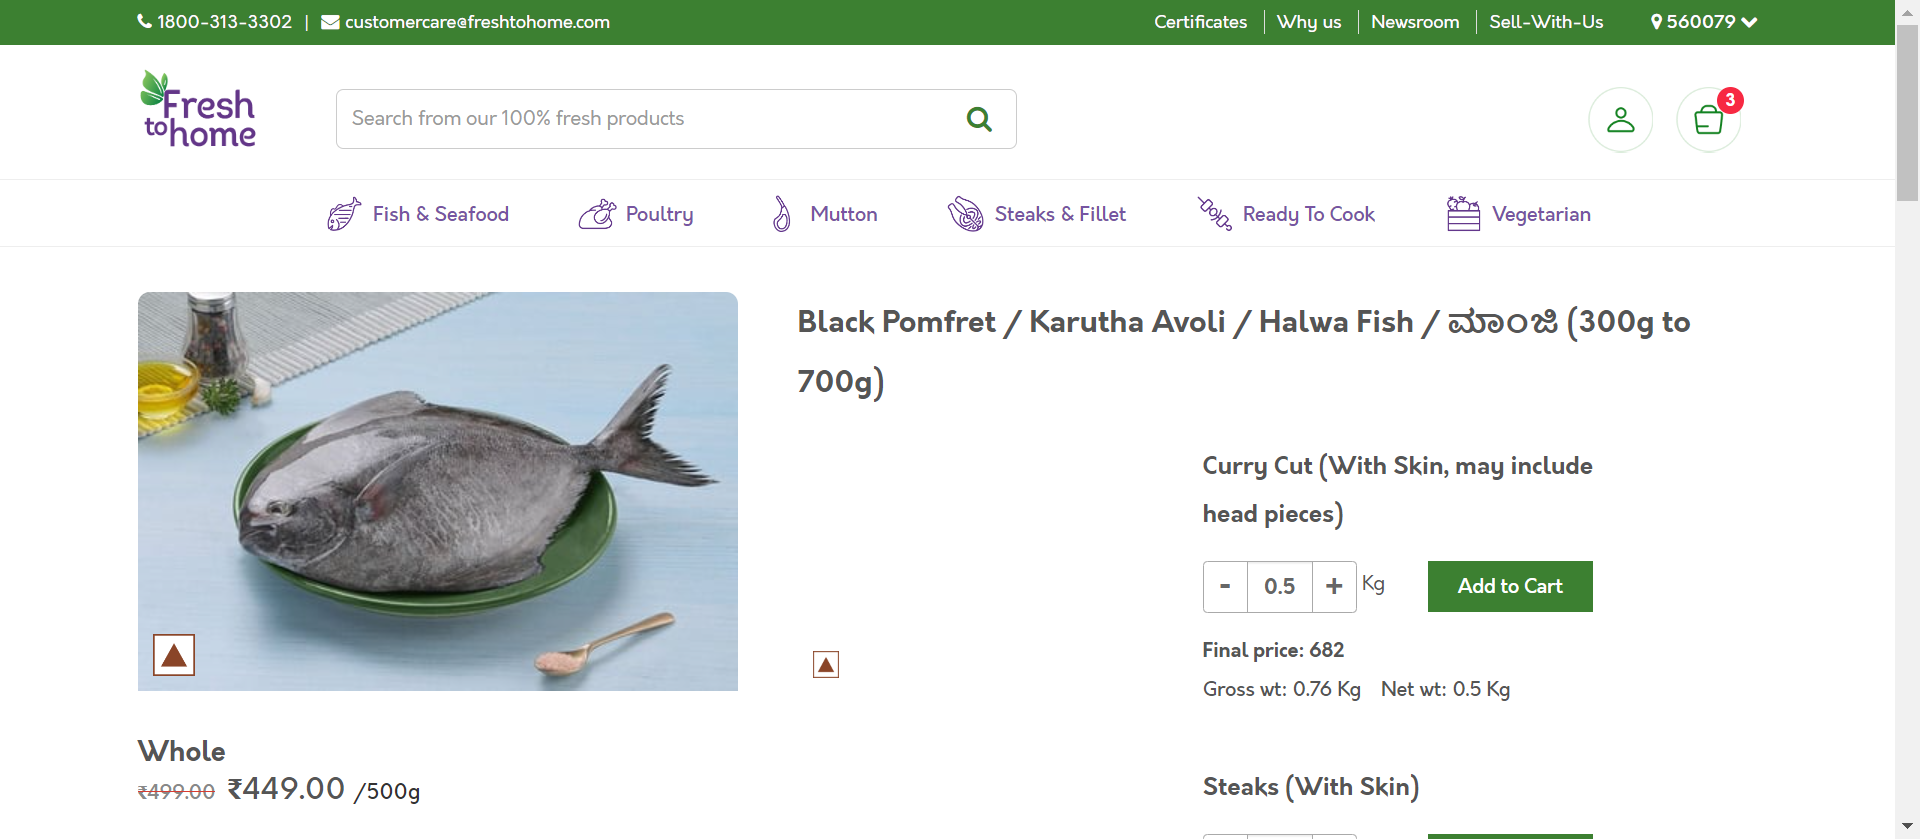 1800-313-3302 | customercare@freshtohome.com
Certificates
Why us
Newsroom
Sell-With-Us
560079
Fresh
to home
Search from our 100% fresh products
3
Fish & Seafood
Poultry
Mutton
Steaks & Fillet
Ready To Cook
Vegetarian
Black Pomfret / Karutha Avoli / Halwa Fish / ಮಾಂಜಿ (300g to
700g)
Curry Cut (With Skin, may include
head pieces)
- 0.5 + Kg
Add to Cart
Final price: 682
Gross wt: 0.76 Kg Net wt: 0.5 Kg
Whole
₹499.00 ₹449.00 /500g
Steaks (With Skin)